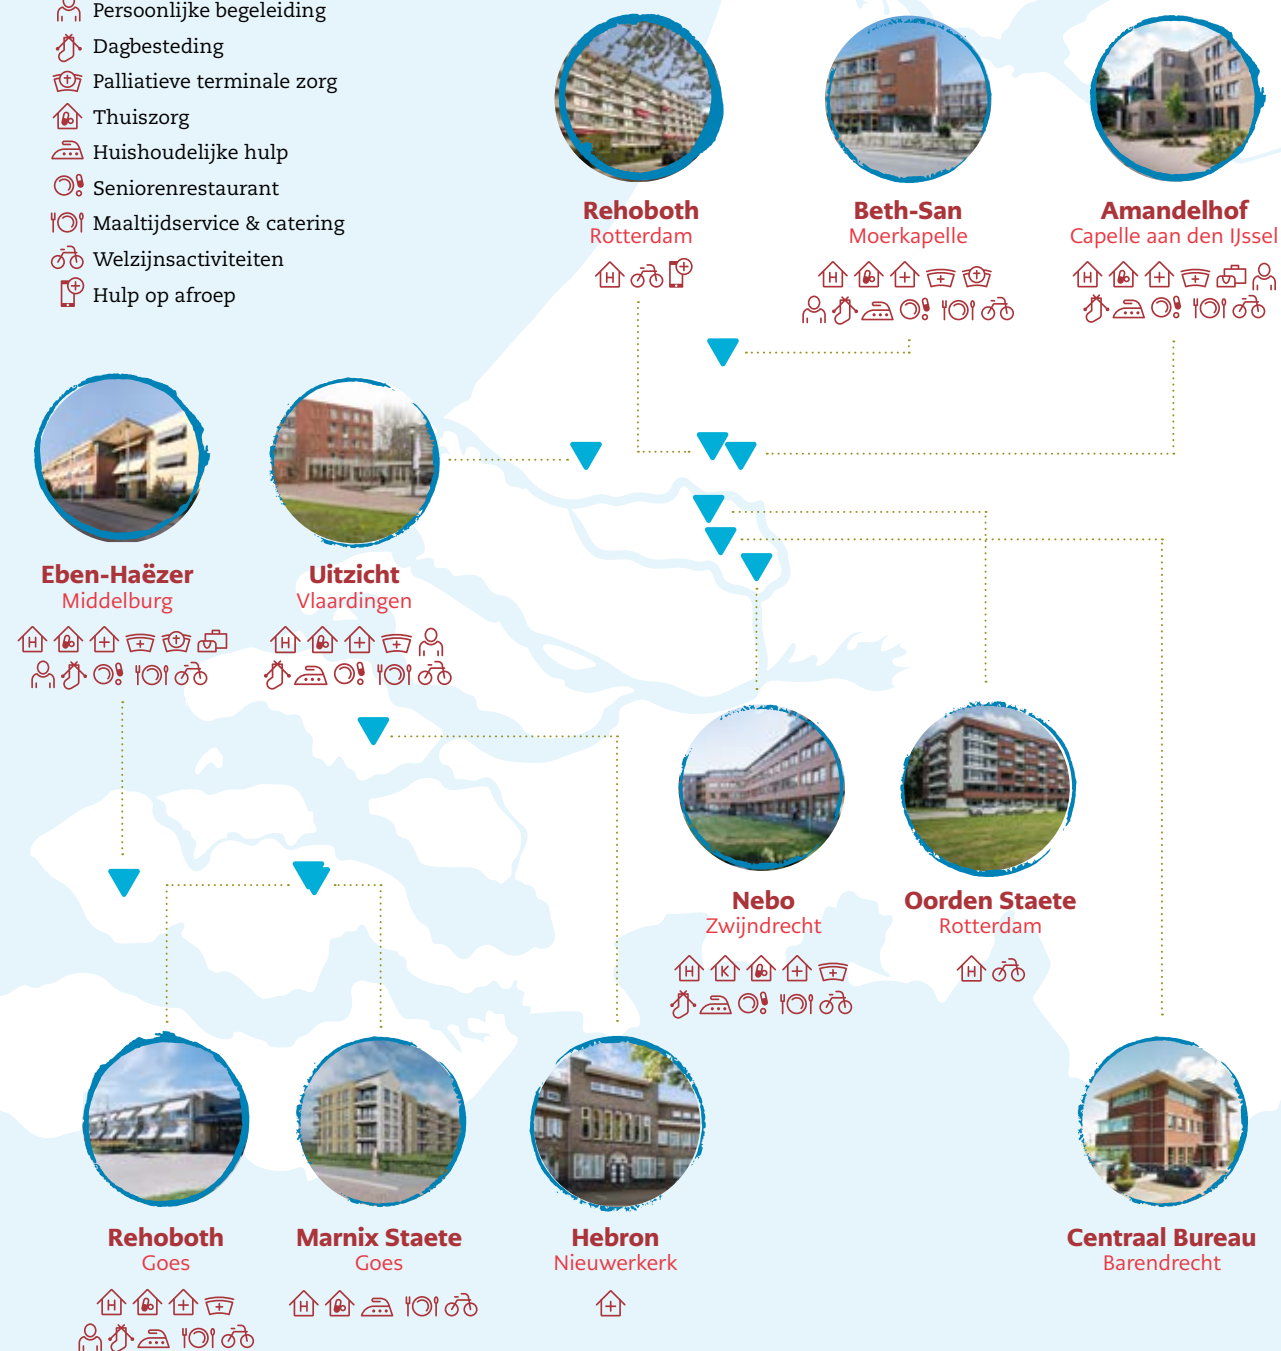 Persoonlijke begeleiding
Dagbesteding
Palliatieve terminale zorg
Thuiszorg
Huishoudelijke hulp
Seniorenrestaurant
Maaltijdservice & catering
Welzijnsactiviteiten
Hulp op afroep
Rehoboth
Rotterdam
H
Beth-San
Moerkapelle
H
Amandelhof
Capelle aan den IJssel
H
Eben-Haëzer
Middelburg
H
Uitzicht
Vlaardingen
H
Nebo
Zwijndrecht
H K
Oorden Staete
Rotterdam
H
Rehoboth
Goes
H
Marnix Staete
Goes
H
Hebron
Nieuwerkerk
Centraal Bureau
Barendrecht